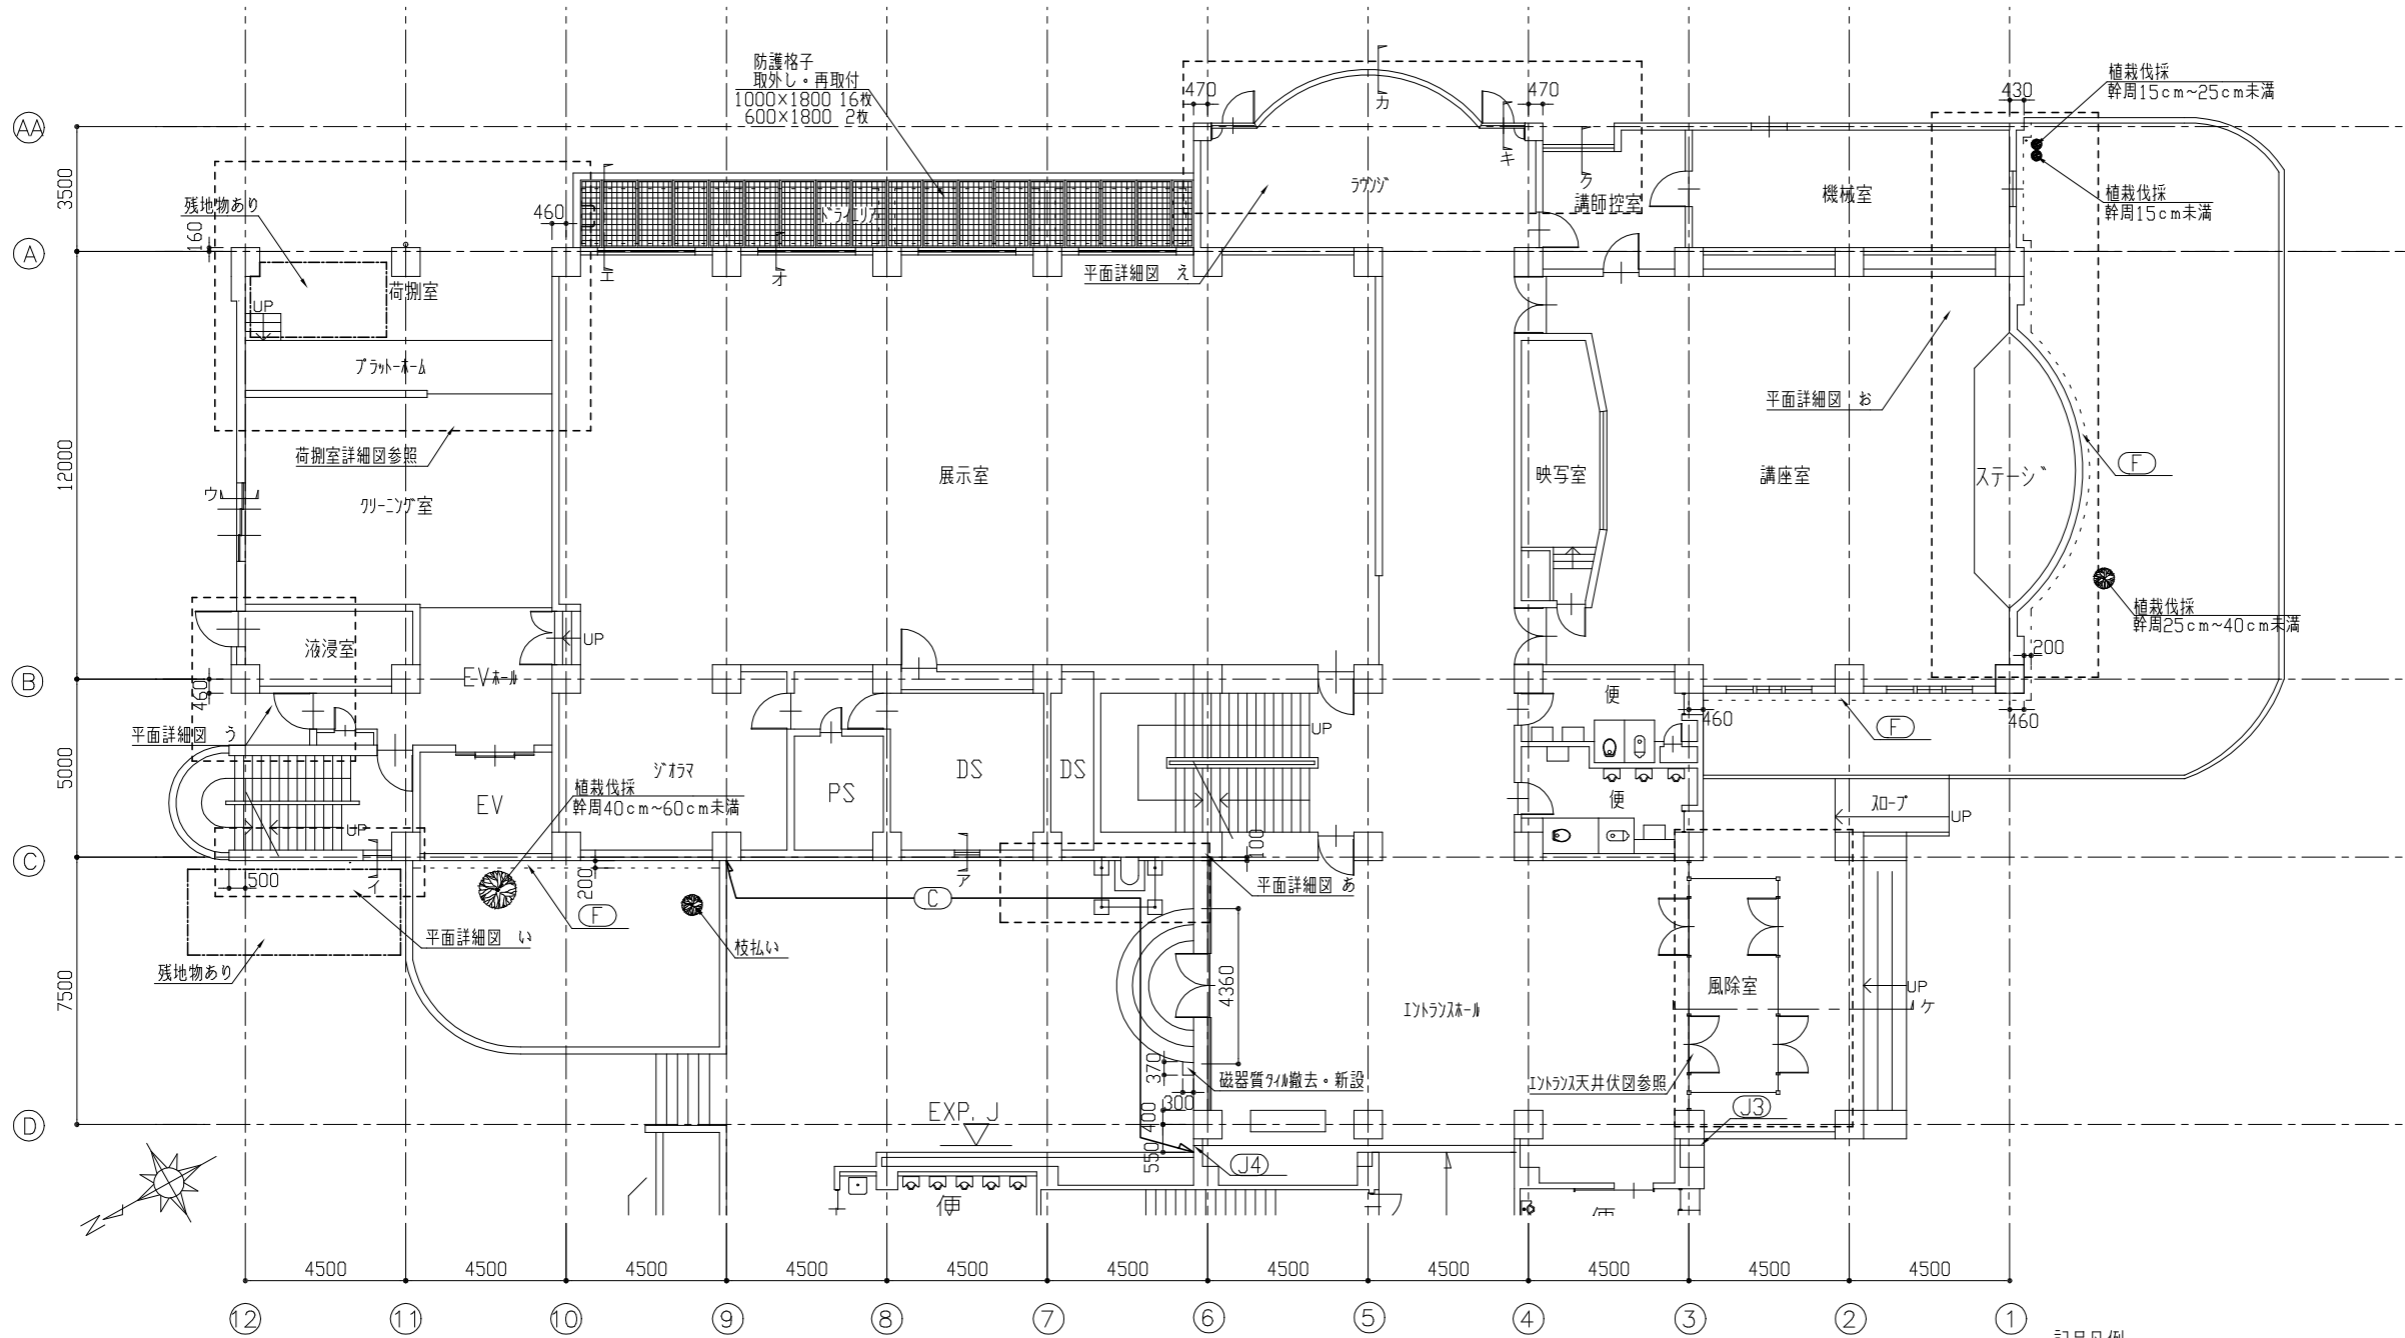 防護格子
取外し・再取付
1000×1800 16枚
600×1800 2枚
470
カ
470
430
植栽伐採
幹周15cm~25cm未満
AA
3500
残地物あり
460
ドライエリア
ラウンジ
キ
ク
講師控室
機械室
植栽伐採
幹周15cm未満
160
A
荷捌室
UP
エ
オ
平面詳細図 え
プラットホーム
平面詳細図 お
荷捌室詳細図参照
12000
ウ
クリーニング室
展示室
映写室
講座室
ステージ
F
植栽伐採
幹周25cm~40cm未満
液浸室
UP
200
B
460
EVホール
便
460
F
460
平面詳細図 う
UP
5000
EV
ジオラマ
植栽伐採
幹周40cm~60cm未満
PS
DS
DS
便
スロープ
UP
UP
C
500
イ
200
ア
100
平面詳細図 あ
F
C
平面詳細図 い
残地物あり
枝払い
7500
4360
エントランスホール
風除室
UP
ケ
370
磁器質タイル撤去・新設
エントランス天井伏図参照
300
D
EXP. J
400
J3
550
J4
便
便
4500
4500
4500
4500
4500
4500
4500
4500
4500
4500
4500
12
11
10
9
8
7
6
5
4
3
2
1